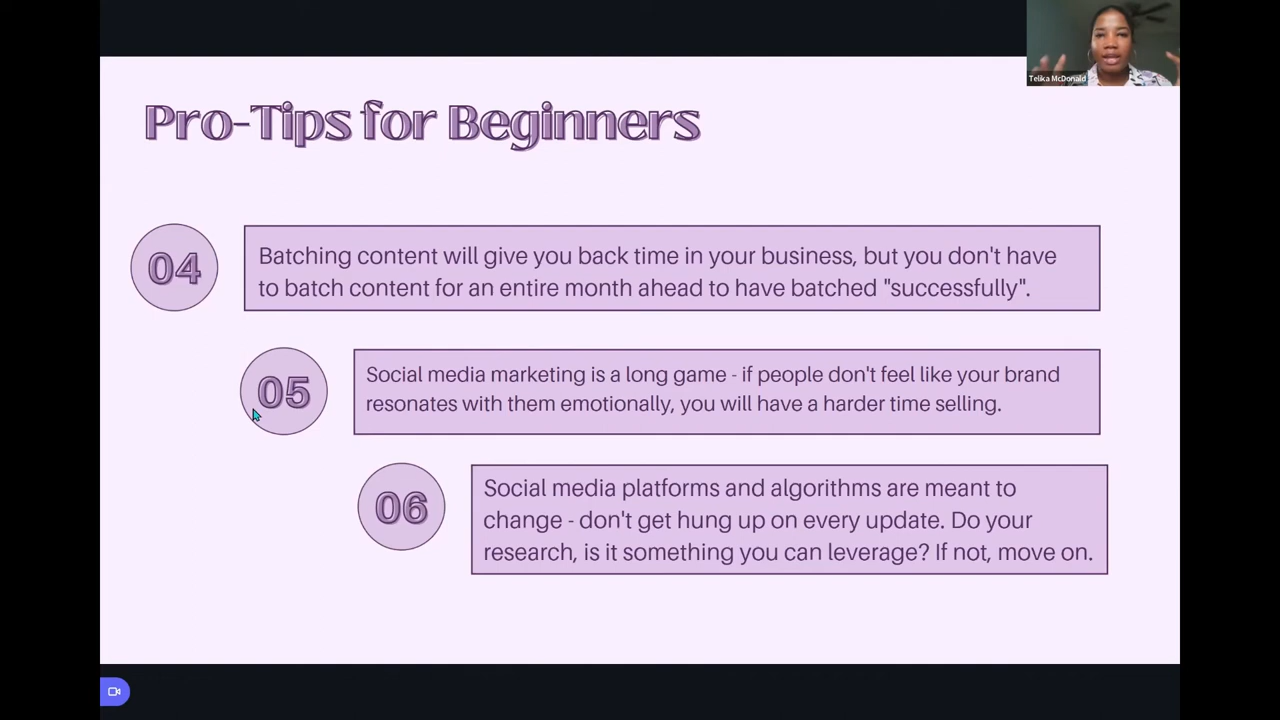 Telika McDonald
Pro-Tips for Beginners
04
Batching content will give you back time in your business, but you don't have
to batch content for an entire month ahead to have batched "successfully".
05
Social media marketing is a long game - if people don't feel like your brand
resonates with them emotionally, you will have a harder time selling.
06
Social media platforms and algorithms are meant to
change - don't get hung up on every update. Do your
research, is it something you can leverage? If not, move on.